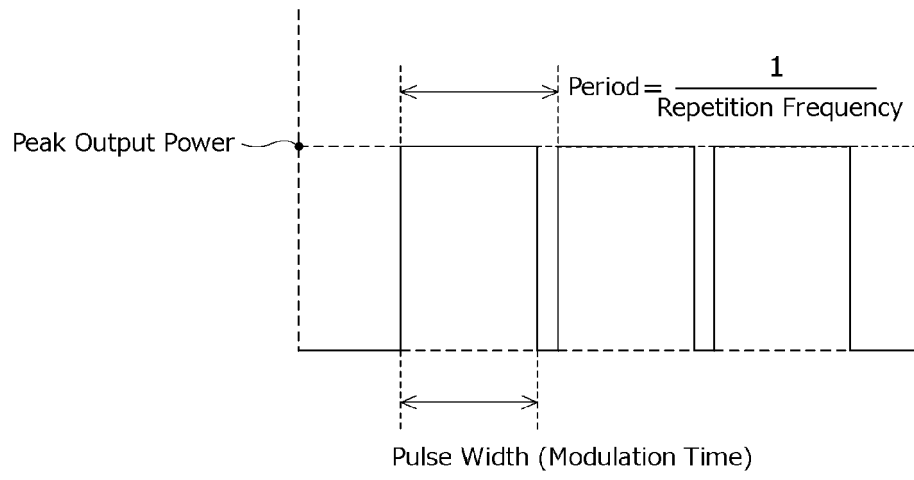 Period = 1 / Repetition Frequency
Peak Output Power
Pulse Width (Modulation Time)